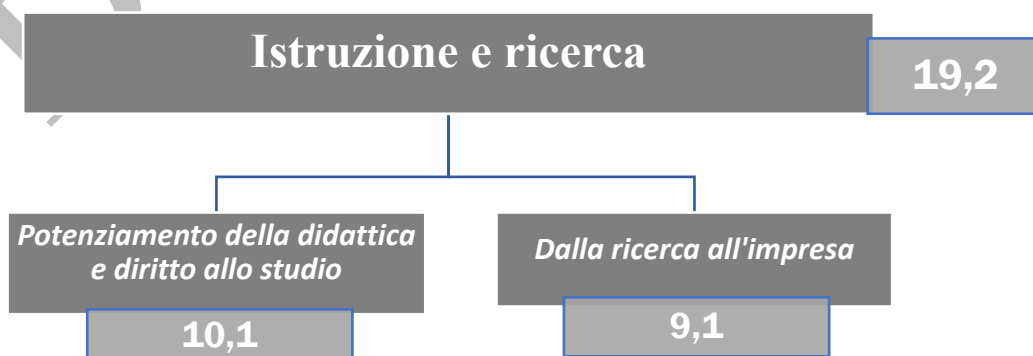 Istruzione e ricerca
19,2
Potenziamento della didattica
e diritto allo studio
10,1
Dalla ricerca all'impresa
9,1